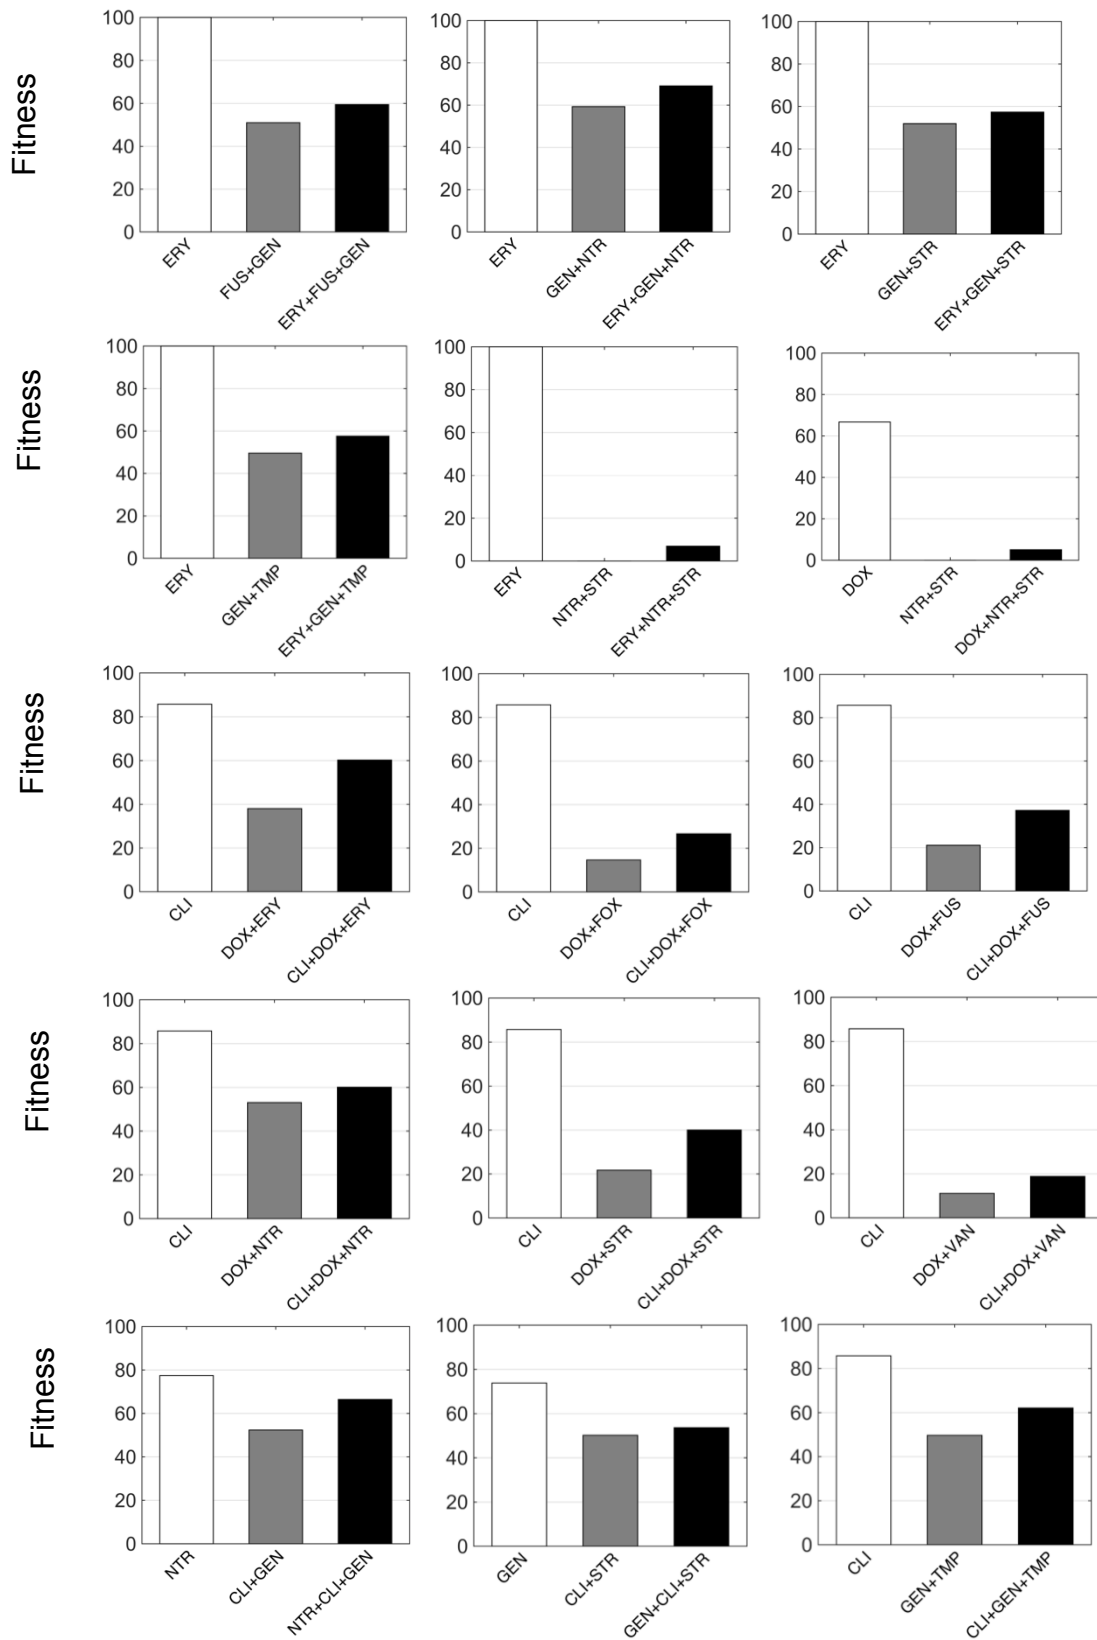 Fitness
100
80
60
40
20
0
ERY
FUS+GEN
ERY+FUS+GEN
100
80
60
40
20
0
ERY
GEN+NTR
ERY+GEN+NTR
100
80
60
40
20
0
ERY
GEN+STR
ERY+GEN+STR
Fitness
100
80
60
40
20
0
ERY
GEN+TMP
ERY+GEN+TMP
100
80
60
40
20
0
ERY
NTR+STR
ERY+NTR+STR
100
80
60
40
20
0
DOX
NTR+STR
DOX+NTR+STR
Fitness
100
80
60
40
20
0
CLI
DOX+ERY
CLI+DOX+ERY
100
80
60
40
20
0
CLI
DOX+FOX
CLI+DOX+FOX
100
80
60
40
20
0
CLI
DOX+FUS
CLI+DOX+FUS
Fitness
100
80
60
40
20
0
CLI
DOX+NTR
CLI+DOX+NTR
100
80
60
40
20
0
CLI
DOX+STR
CLI+DOX+STR
100
80
60
40
20
0
CLI
DOX+VAN
CLI+DOX+VAN
Fitness
100
80
60
40
20
0
NTR
CLI+GEN
NTR+CLI+GEN
100
80
60
40
20
0
GEN
CLI+STR
GEN+CLI+STR
100
80
60
40
20
0
CLI
GEN+TMP
CLI+GEN+TMP